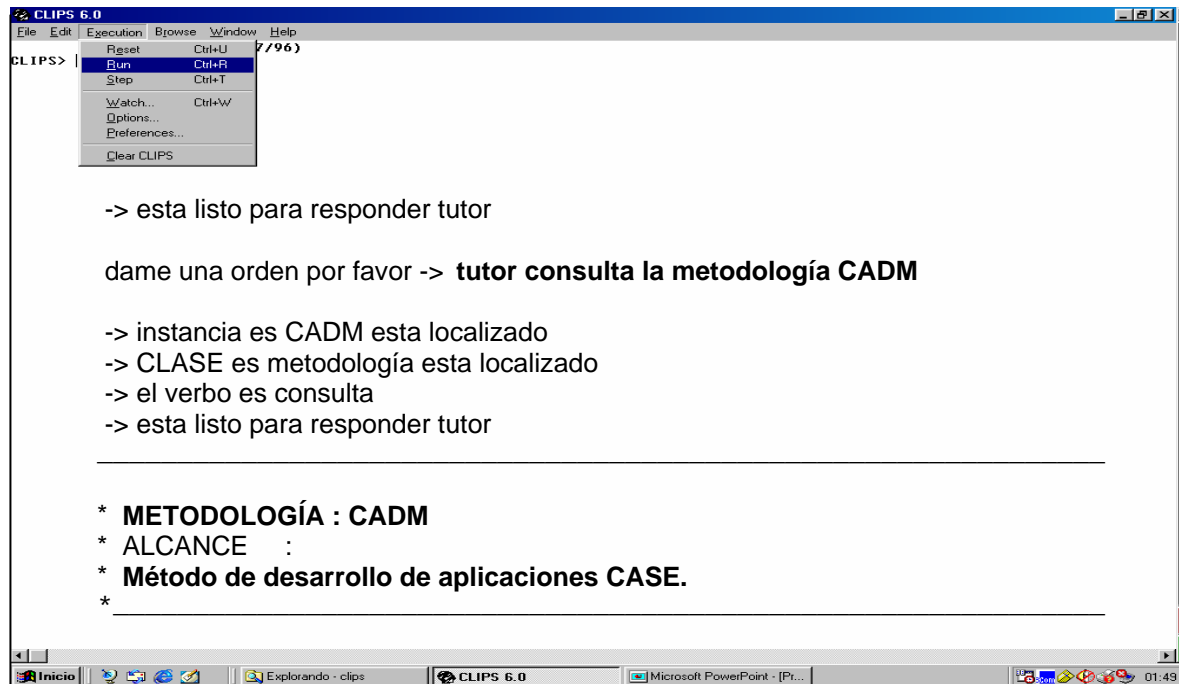 CLIPS 6.0
File Edit Execution Browse Window Help
7/96)
CLIPS>
Reset Ctrl+U
Run Ctrl+R
Step Ctrl+T
Watch... Ctrl+W
Options...
Preferences...
Clear CLIPS
-> esta listo para responder tutor
dame una orden por favor -> tutor consulta la metodología CADM
-> instancia es CADM esta localizado
-> CLASE es metodología esta localizado
-> el verbo es consulta
-> esta listo para responder tutor
* METODOLOGÍA : CADM
* ALCANCE :
* Método de desarrollo de aplicaciones CASE.
*
Inicio Explorando - clips CLIPS 6.0 Microsoft PowerPoint - [Pr... 01:49